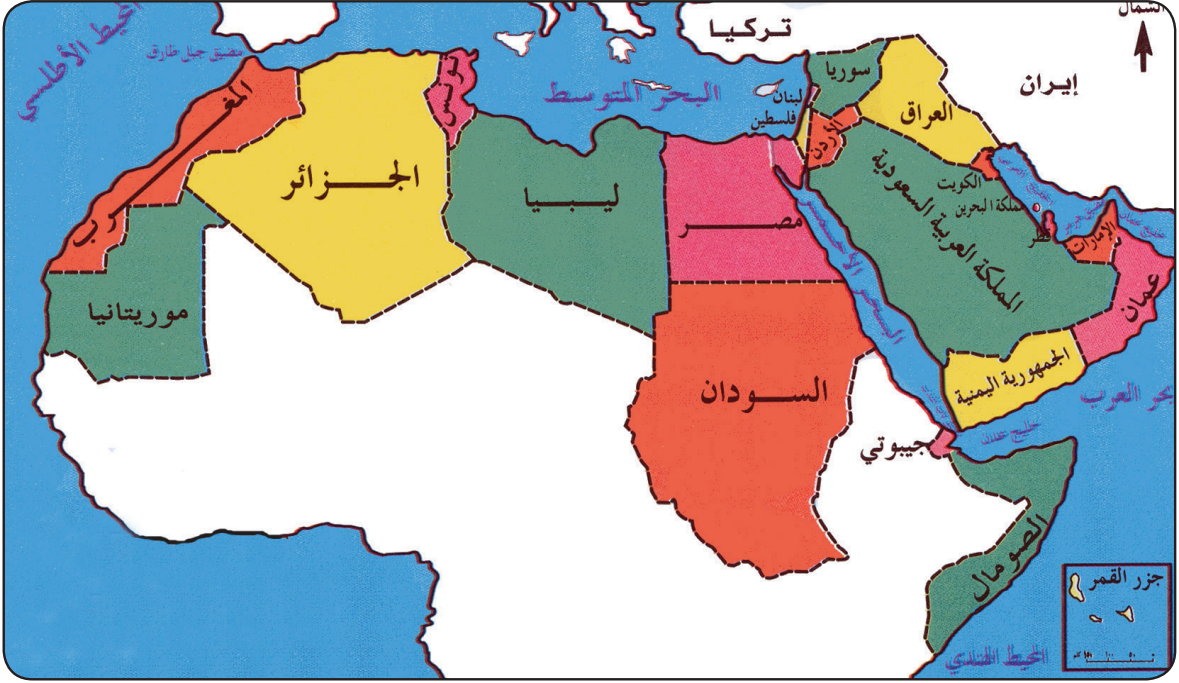 الشمال
المحيط الأطلسي
مضيق جبل طارق
تركيا
إيران
البحر المتوسط
سوريا
لبنان
فلسطين
الأردن
العراق
الكويت
مملكة البحرين
قطر
الإمارات
خليج عمان
المملكة العربية السعودية
عمان
الجمهورية اليمنية
بحر العرب
خليج عدن
البحر الأحمر
المغرب
الجزائر
تونس
ليبيا
مصر
موريتانيا
السودان
جيبوتي
الصومال
جزر القمر
المحيط الهندي